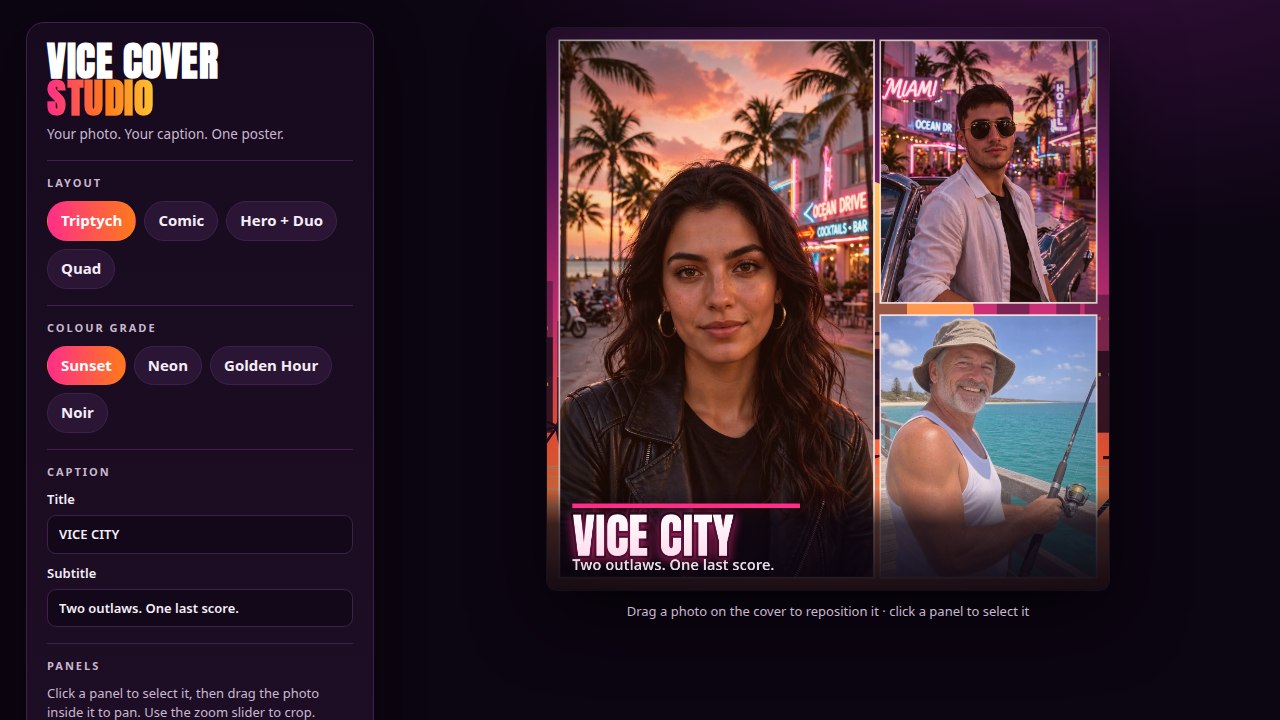 VICE COVER
STUDIO
Your photo. Your caption. One poster.
LAYOUT
Triptych
Comic
Hero + Duo
Quad
COLOUR GRADE
Sunset
Neon
Golden Hour
Noir
CAPTION
Title
VICE CITY
Subtitle
Two outlaws. One last score.
PANELS
Click a panel to select it, then drag the photo
inside it to pan. Use the zoom slider to crop.
OCEAN DRIVE
COCKTAILS • BAR
MIAMI
OCEAN DR
HOTEL
VICE CITY
Two outlaws. One last score.
Drag a photo on the cover to reposition it · click a panel to select it